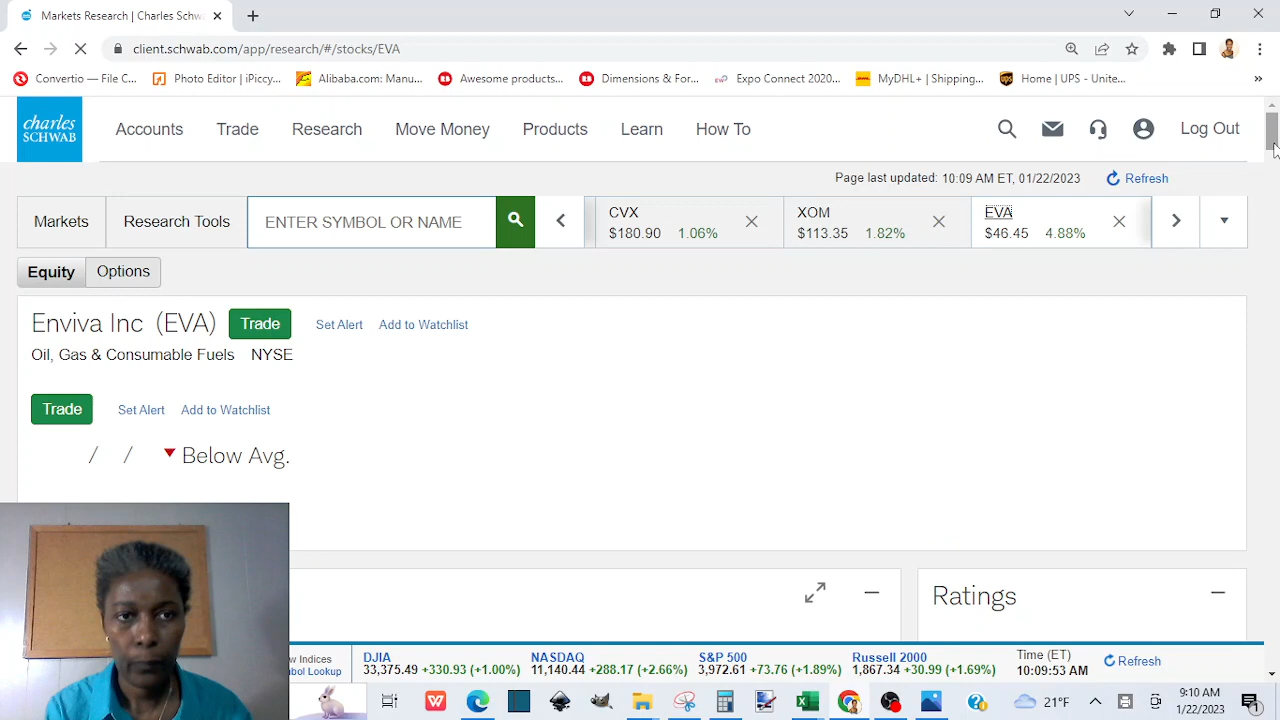 Markets Research | Charles Schw
client.schwab.com/app/research/#/stocks/EVA
Convertio — File C...
Photo Editor | iPiccy...
Alibaba.com: Manu...
Awesome products...
Dimensions & For...
Expo Connect 2020...
MyDHL+ | Shipping...
Home | UPS - Unite...
charles SCHWAB
Accounts
Trade
Research
Move Money
Products
Learn
How To
Log Out
Page last updated: 10:09 AM ET, 01/22/2023
Refresh
Markets
Research Tools
ENTER SYMBOL OR NAME
CVX
$180.90 1.06%
XOM
$113.35 1.82%
EVA
$46.45 4.88%
Equity
Options
Enviva Inc (EVA)
Trade
Set Alert
Add to Watchlist
Oil, Gas & Consumable Fuels NYSE
Trade
Set Alert
Add to Watchlist
/ / Below Avg.
Ratings
w Indices
bol Lookup
DJIA
33,375.49 +330.93 (+1.00%)
NASDAQ
11,140.44 +288.17 (+2.66%)
S&P 500
3,972.61 +73.76 (+1.89%)
Russell 2000
1,867.34 +30.99 (+1.69%)
Time (ET)
10:09:53 AM
Refresh
21°F
9:10 AM
1/22/2023